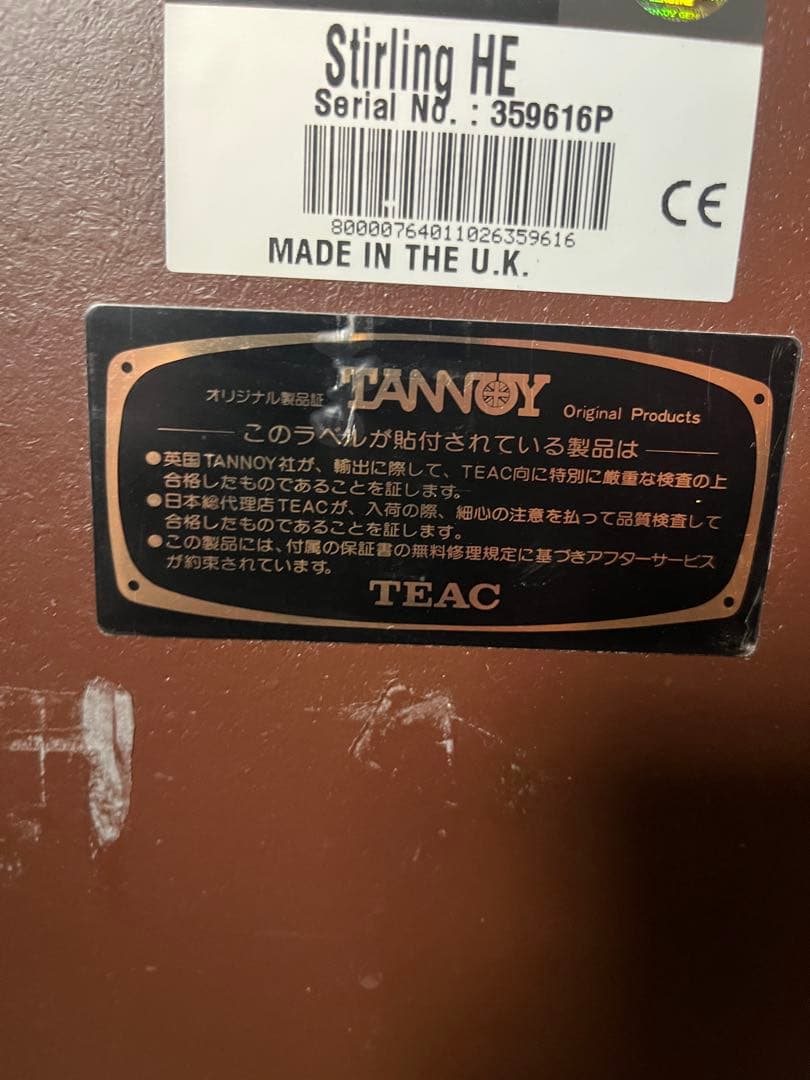 Stirling HE
Serial No. : 359616P
CE
80000764011026359616
MADE IN THE U.K.
オリジナル製品証 TANNOY Original Products
このラベルが貼付されている製品は
●英国TANNOY社が、輸出に際して、TEAC向に特別に厳重な検査の上
合格したものであることを証します。
●日本総代理店TEACが、入荷の際、細心の注意を払って品質検査して
合格したものであることを証します。
●この製品には、付属の保証書の無料修理規定に基づきアフターサービス
が約束されています。
TEAC